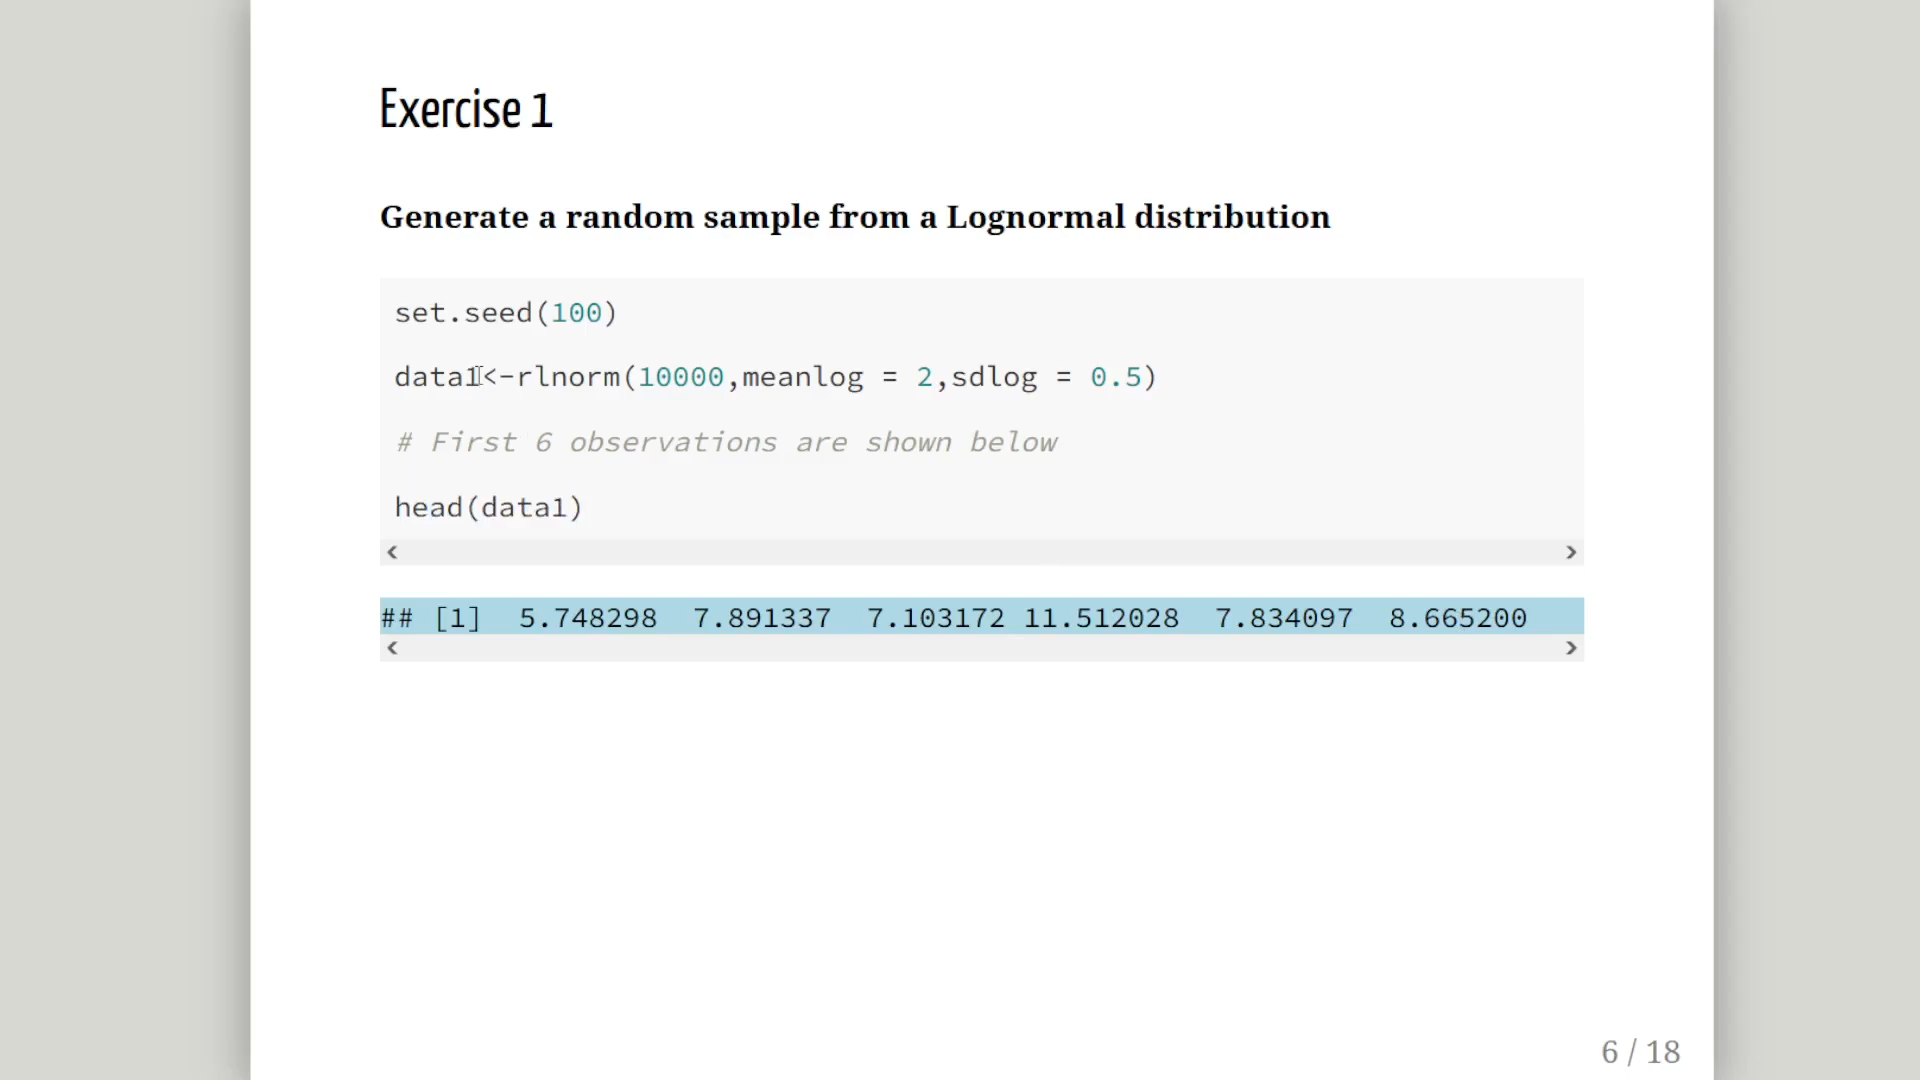 Exercise 1
Generate a random sample from a Lognormal distribution
set.seed(100)
data1<-rlnorm(10000,meanlog = 2,sdlog = 0.5)
# First 6 observations are shown below
head(data1)
## [1]  5.748298  7.891337  7.103172 11.512028  7.834097  8.665200
6 / 18